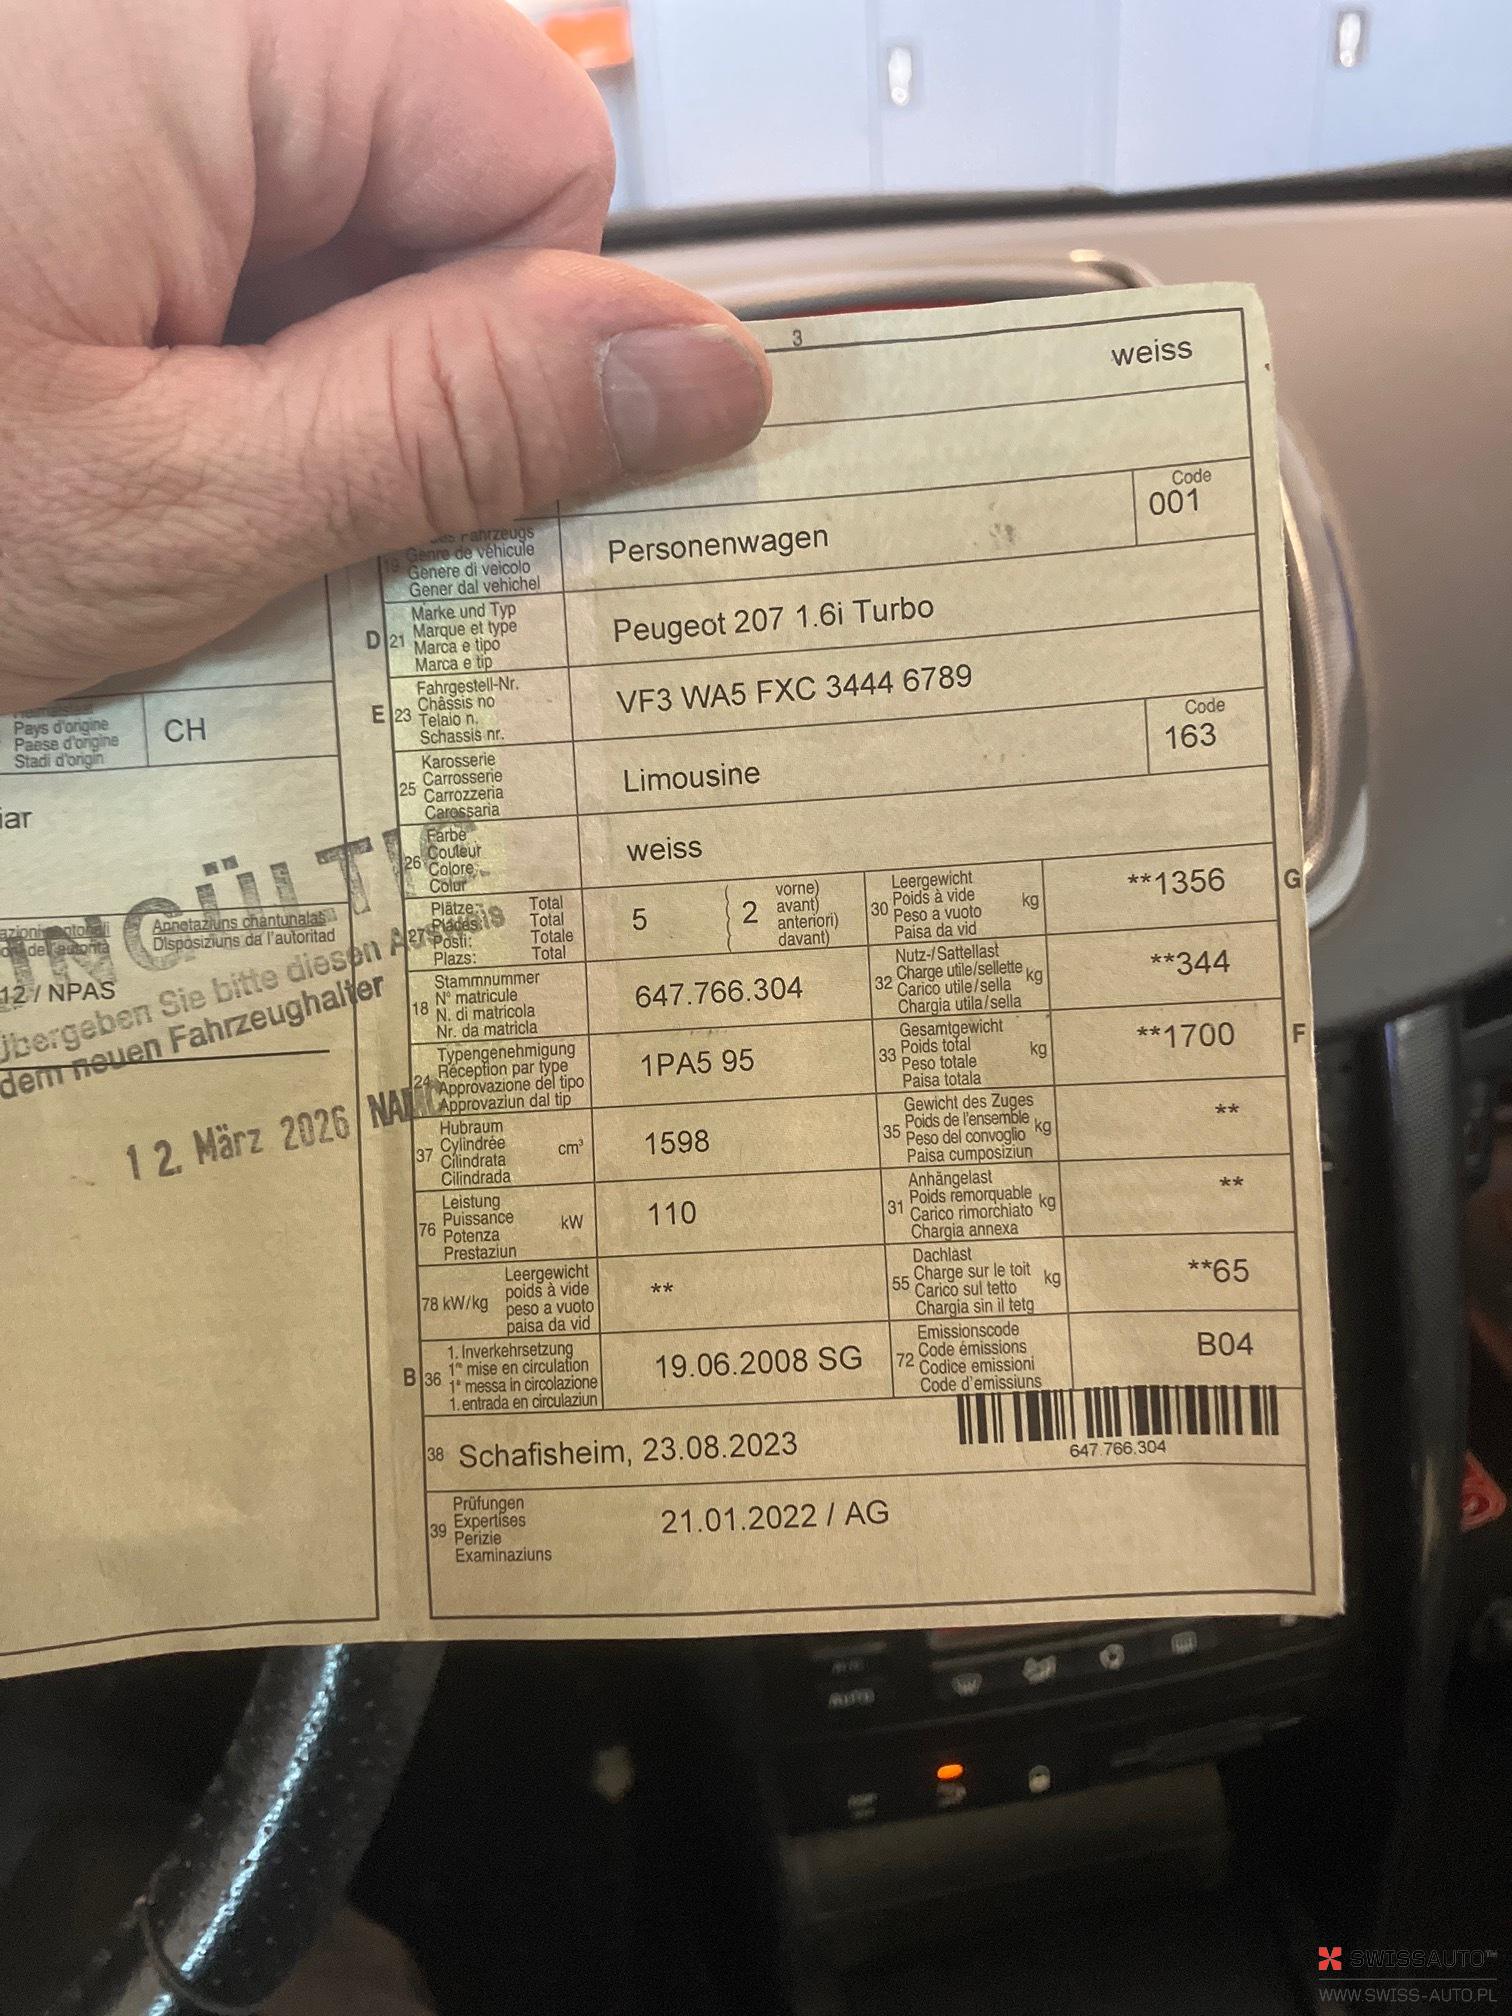 3
weiss
Code
001
des Fahrzeugs
19 Genre de véhicule
Genere di veicolo
Gener dal vehichel
Personenwagen
D 21 Marke und Typ
Marque et type
Marca e tipo
Marca e tip
Peugeot 207 1.6i Turbo
E 23 Fahrgestell-Nr.
Châssis no
Telaio n.
Schassis nr.
VF3 WA5 FXC 3444 6789
Pays d'origine
Paese d'origine
Stadi d'origin
CH
25 Karosserie
Carrosserie
Carrozzeria
Carossaria
Limousine
Code
163
iar
26 Farbe
Couleur
Colore
Colur
weiss
27 Plätze: Total
Places: Total
Posti: Totale
Plazs: Total
5
2
vorne)
avant)
anteriori)
davant)
30 Leergewicht
Poids à vide kg
Peso a vuoto
Paisa da vid
**1356
G
Annotaziuns chantunalas
Disposiziuns da l'autoritad
12 / NPAS
UNGÜLTIG
Übergeben Sie bitte diesen Ausweis
dem neuen Fahrzeughalter
12. März 2026
18 Stammnummer
N° matricule
N. di matricola
Nr. da matricla
647.766.304
32 Nutz-/Sattellast
Charge utile/sellette kg
Carico utile/sella
Chargia utila/sella
**344
24 Typengenehmigung
Réception par type
Approvazione del tipo
Approvaziun dal tip
1PA5 95
33 Gesamtgewicht
Poids total kg
Peso totale
Paisa totala
**1700
F
37 Hubraum
Cylindrée cm³
Cilindrata
Cilindrada
1598
35 Gewicht des Zuges
Poids de l'ensemble kg
Peso del convoglio
Paisa cumposiziun
**
76 Leistung
Puissance kW
Potenza
Prestaziun
110
31 Anhängelast
Poids remorquable kg
Carico rimorchiato
Chargia annexa
**
78 kW/kg Leergewicht
poids à vide
peso a vuoto
paisa da vid
**
55 Dachlast
Charge sur le toit kg
Carico sul tetto
Chargia sin il tetg
**65
B 36 1. Inverkehrsetzung
1re mise en circulation
1a messa in circolazione
1. entrada en circulaziun
19.06.2008 SG
72 Emissionscode
Code émissions
Codice emissioni
Code d'emissiuns
B04
647.766.304
38 Schafisheim, 23.08.2023
39 Prüfungen
Expertises
Perizie
Examinaziuns
21.01.2022 / AG
AUTO
SWISSAUTO™
WWW.SWISS-AUTO.PL